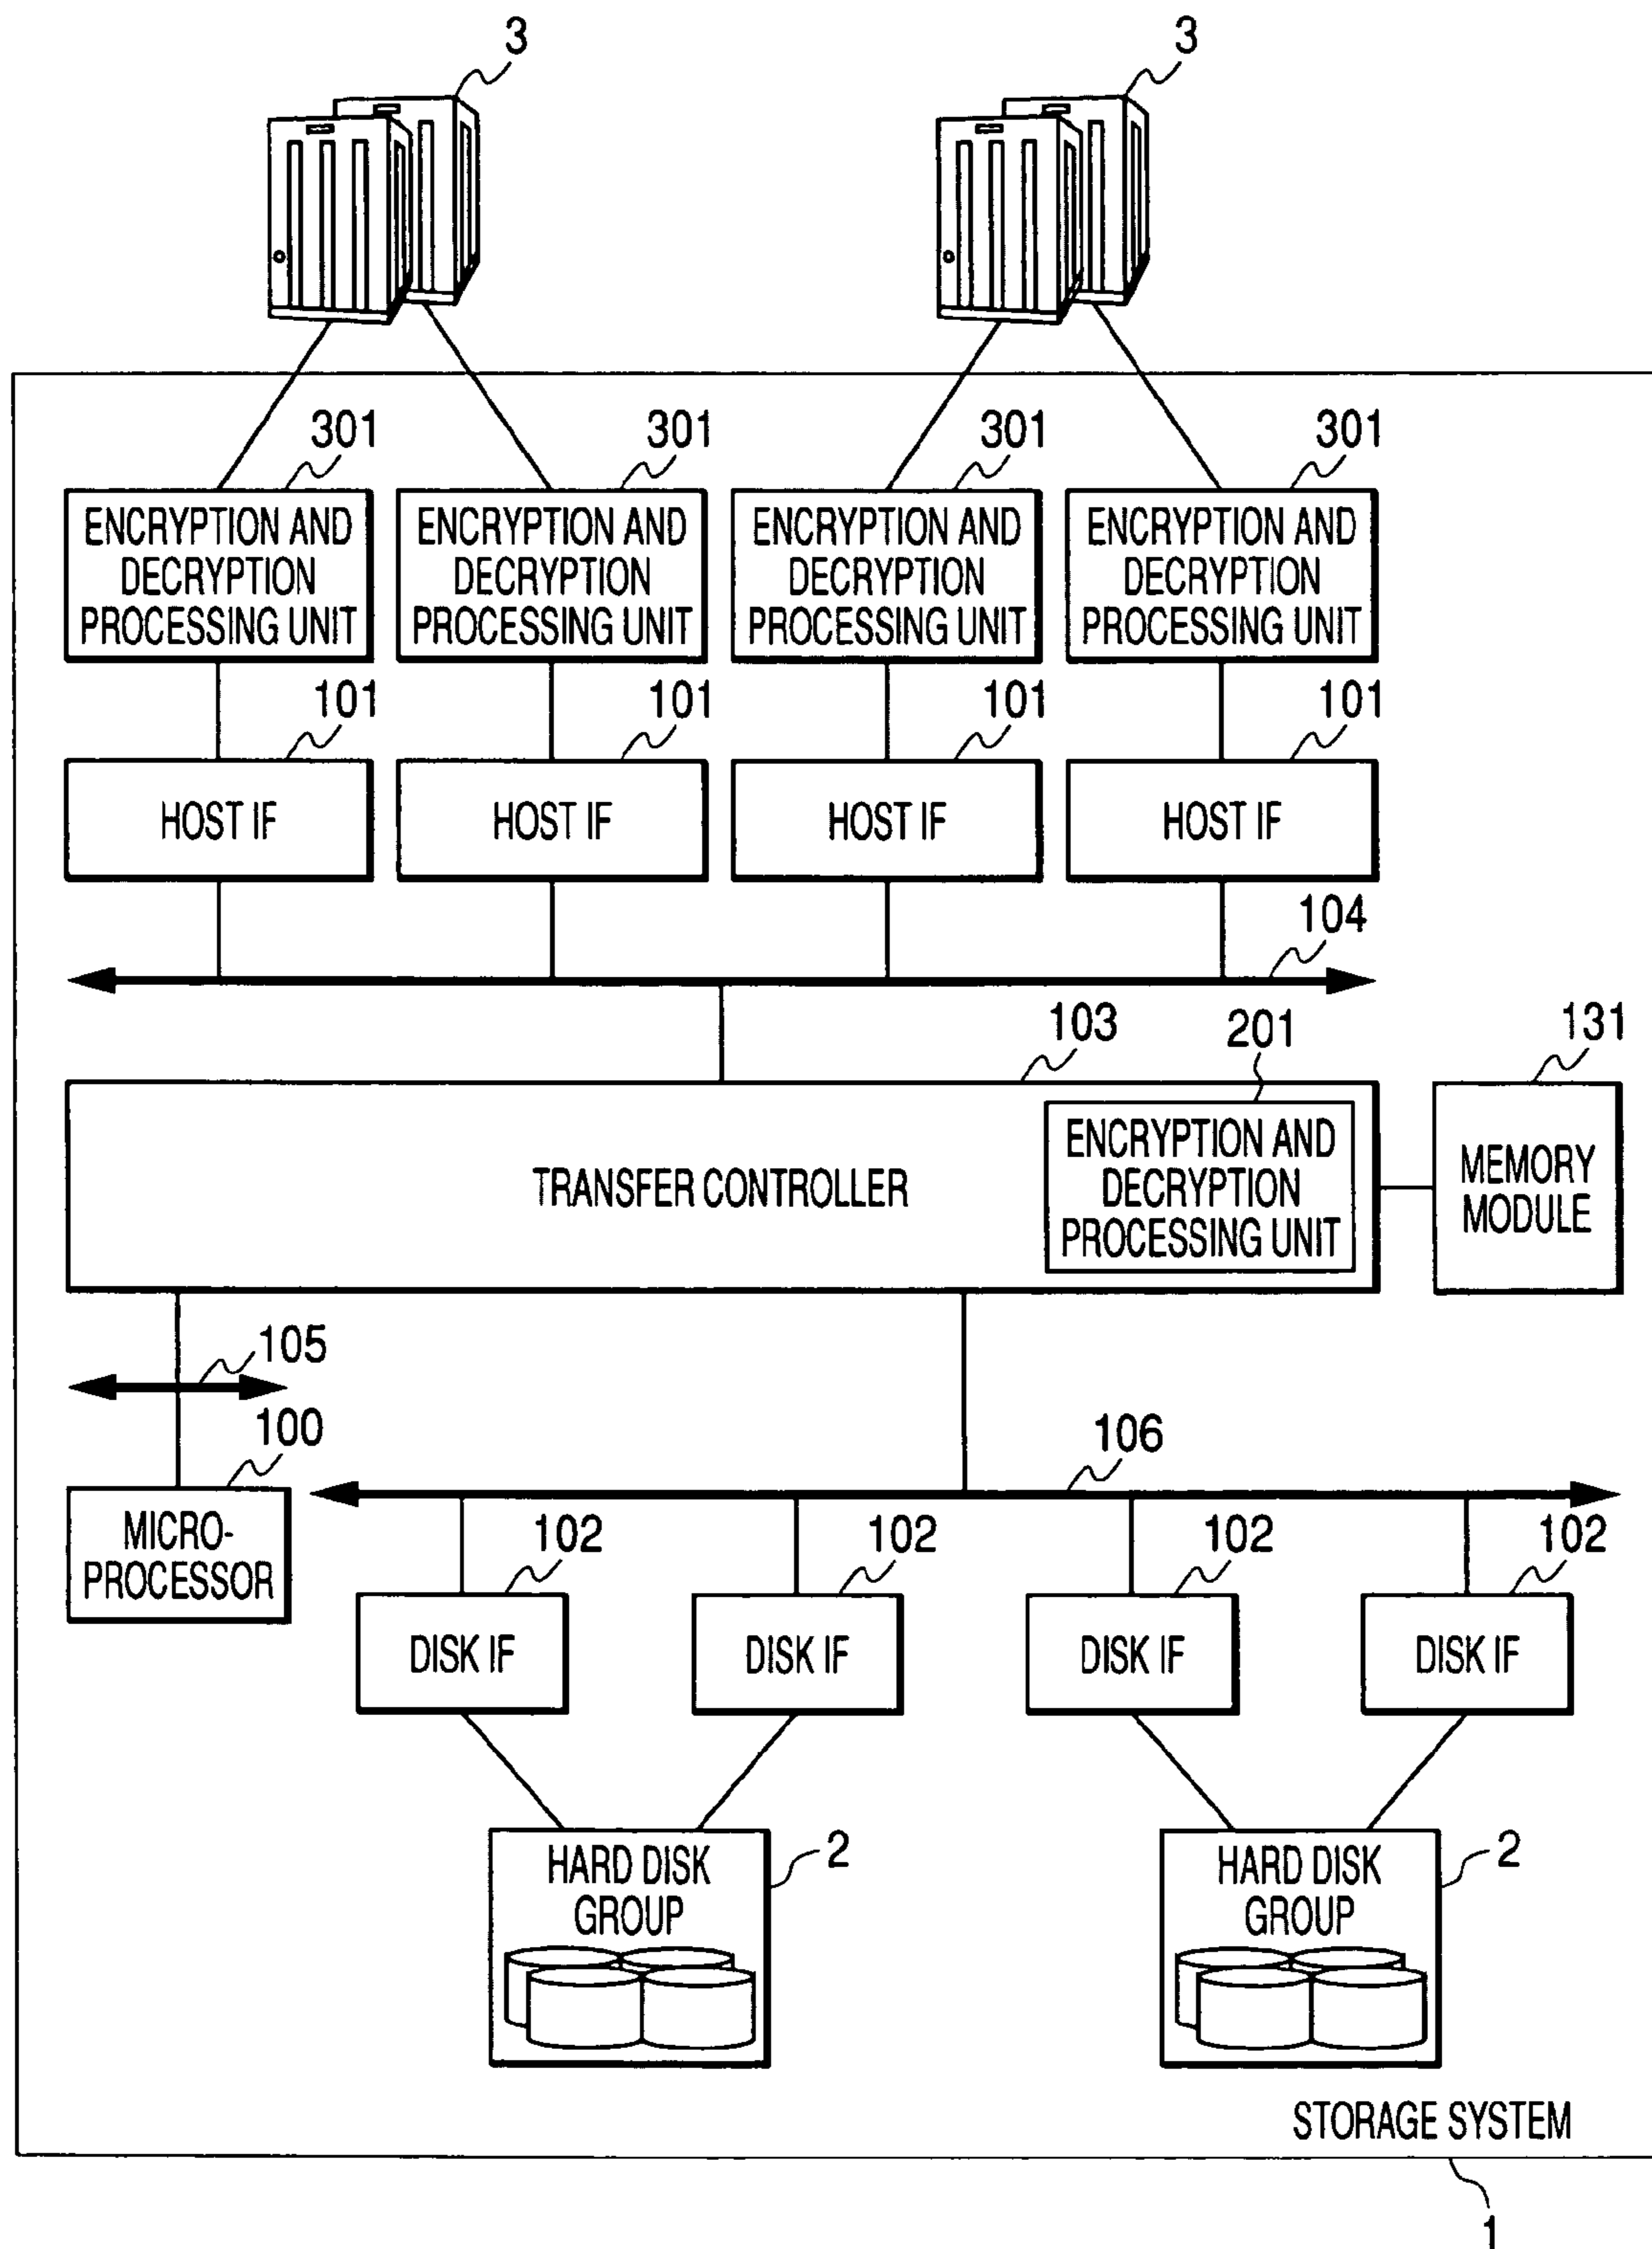 3 3
301 301 301 301
ENCRYPTION AND ENCRYPTION AND ENCRYPTION AND ENCRYPTION AND
DECRYPTION DECRYPTION DECRYPTION DECRYPTION
PROCESSING UNIT PROCESSING UNIT PROCESSING UNIT PROCESSING UNIT
101 101 101 101
HOST IF HOST IF HOST IF HOST IF
104
103 201 131
TRANSFER CONTROLLER
ENCRYPTION AND
DECRYPTION
PROCESSING UNIT
MEMORY
MODULE
105
100
MICRO-
PROCESSOR
106
102 102 102 102
DISK IF DISK IF DISK IF DISK IF
HARD DISK
GROUP
2
HARD DISK
GROUP
2
STORAGE SYSTEM
1